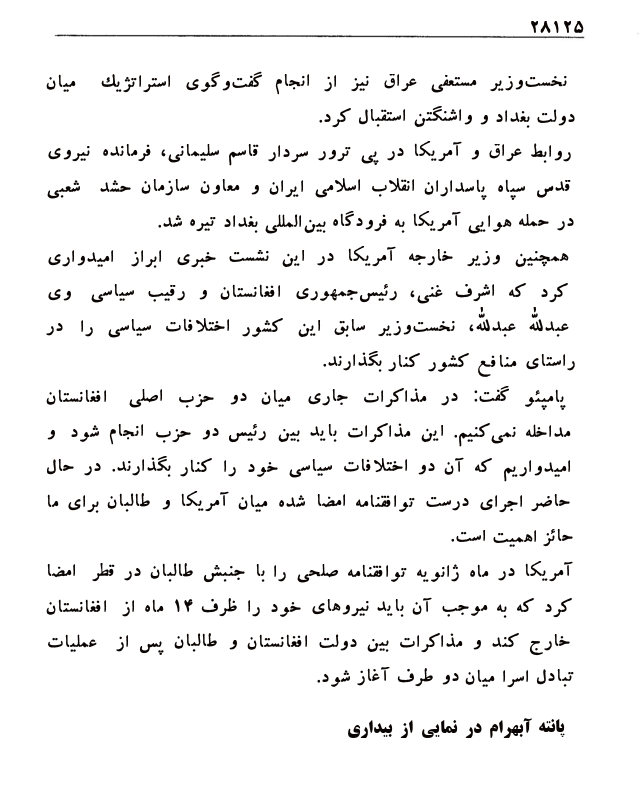 ۲۸۱۲۵
نخست‌وزیر مستعفی عراق نیز از انجام گفت‌وگوی استراتژیک میان
دولت بغداد و واشنگتن استقبال کرد.
روابط عراق و آمریکا در پی ترور سردار قاسم سلیمانی، فرمانده نیروی
قدس سپاه پاسداران انقلاب اسلامی ایران و معاون سازمان حشد شعبی
در حمله هوایی آمریکا به فرودگاه بین‌المللی بغداد تیره شد.
همچنین وزیر خارجه آمریکا در این نشست خبری ابراز امیدواری
کرد که اشرف غنی، رئیس‌جمهوری افغانستان و رقیب سیاسی وی
عبدالله عبدالله، نخست‌وزیر سابق این کشور اختلافات سیاسی را در
راستای منافع کشور کنار بگذارند.
پامپئو گفت: در مذاکرات جاری میان دو حزب اصلی افغانستان
مداخله نمی‌کنیم. این مذاکرات باید بین رئیس دو حزب انجام شود و
امیدواریم که آن دو اختلافات سیاسی خود را کنار بگذارند. در حال
حاضر اجرای درست توافقنامه امضا شده میان آمریکا و طالبان برای ما
حائز اهمیت است.
آمریکا در ماه ژانویه توافقنامه صلحی را با جنبش طالبان در قطر امضا
کرد که به موجب آن باید نیروهای خود را ظرف ۱۴ ماه از افغانستان
خارج کند و مذاکرات بین دولت افغانستان و طالبان پس از عملیات
تبادل اسرا میان دو طرف آغاز شود.
پانته آبهرام در نمایی از بیداری